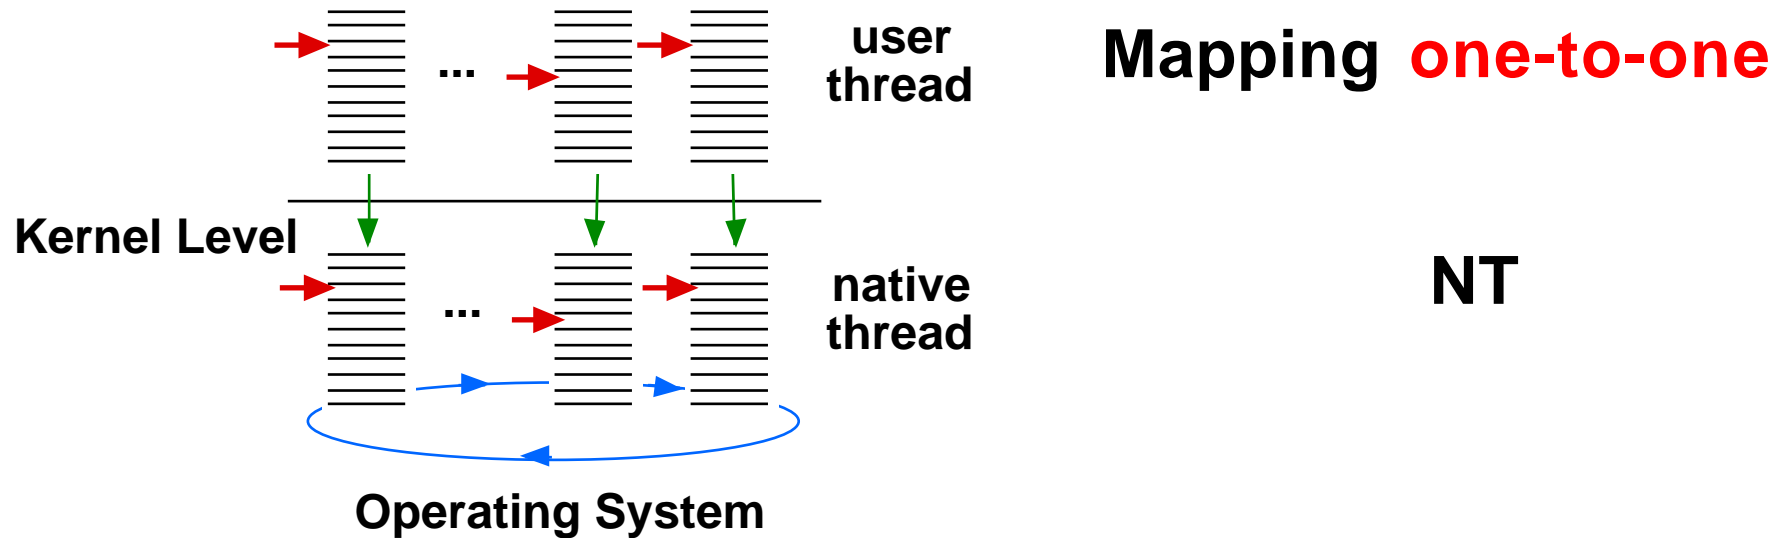 user
thread
Mapping one-to-one
...
Kernel Level
native
thread
NT
...
Operating System